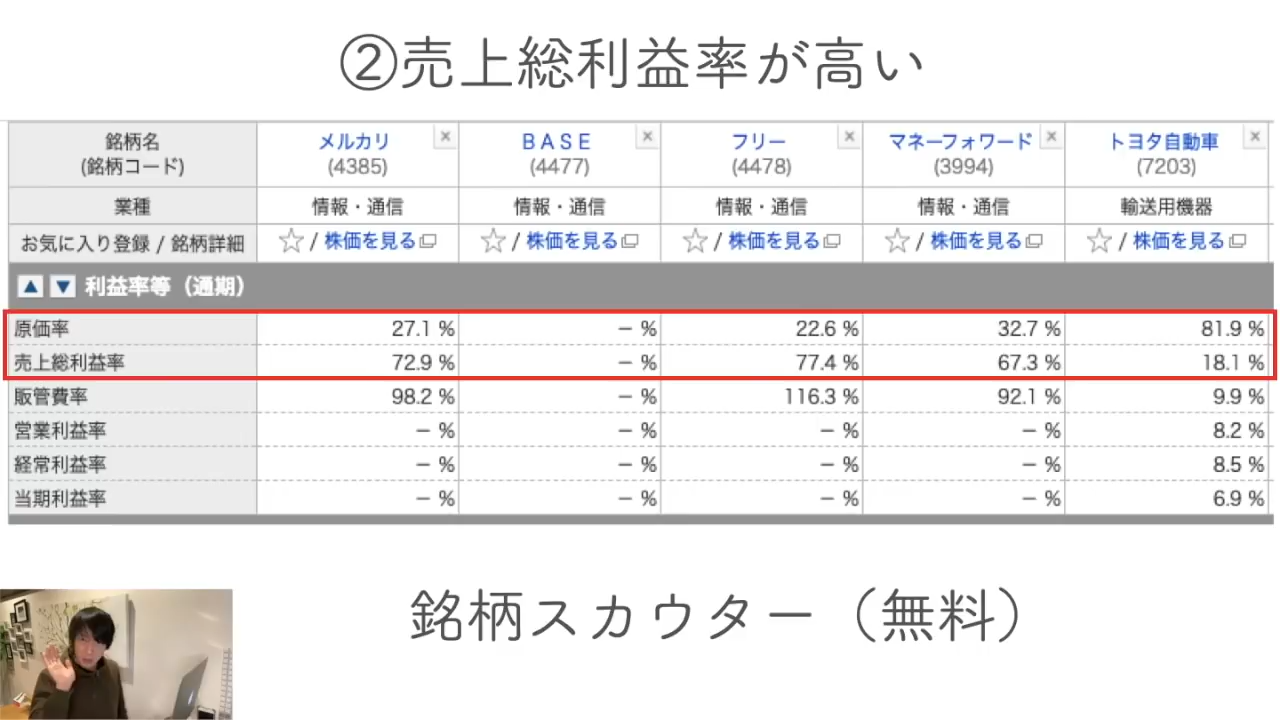 ②売上総利益率が高い
銘柄名 メルカリ × BASE × フリー × マネーフォワード × トヨタ自動車 ×
(銘柄コード) (4385) (4477) (4478) (3994) (7203)
業種 情報・通信 情報・通信 情報・通信 情報・通信 輸送用機器
お気に入り登録 / 銘柄詳細 ☆ / 株価を見る ☆ / 株価を見る ☆ / 株価を見る ☆ / 株価を見る ☆ / 株価を見る
▲ ▼ 利益率等（通期）
原価率 27.1 % － % 22.6 % 32.7 % 81.9 %
売上総利益率 72.9 % － % 77.4 % 67.3 % 18.1 %
販管費率 98.2 % － % 116.3 % 92.1 % 9.9 %
営業利益率 － % － % － % － % 8.2 %
経常利益率 － % － % － % － % 8.5 %
当期利益率 － % － % － % － % 6.9 %
銘柄スカウター（無料）